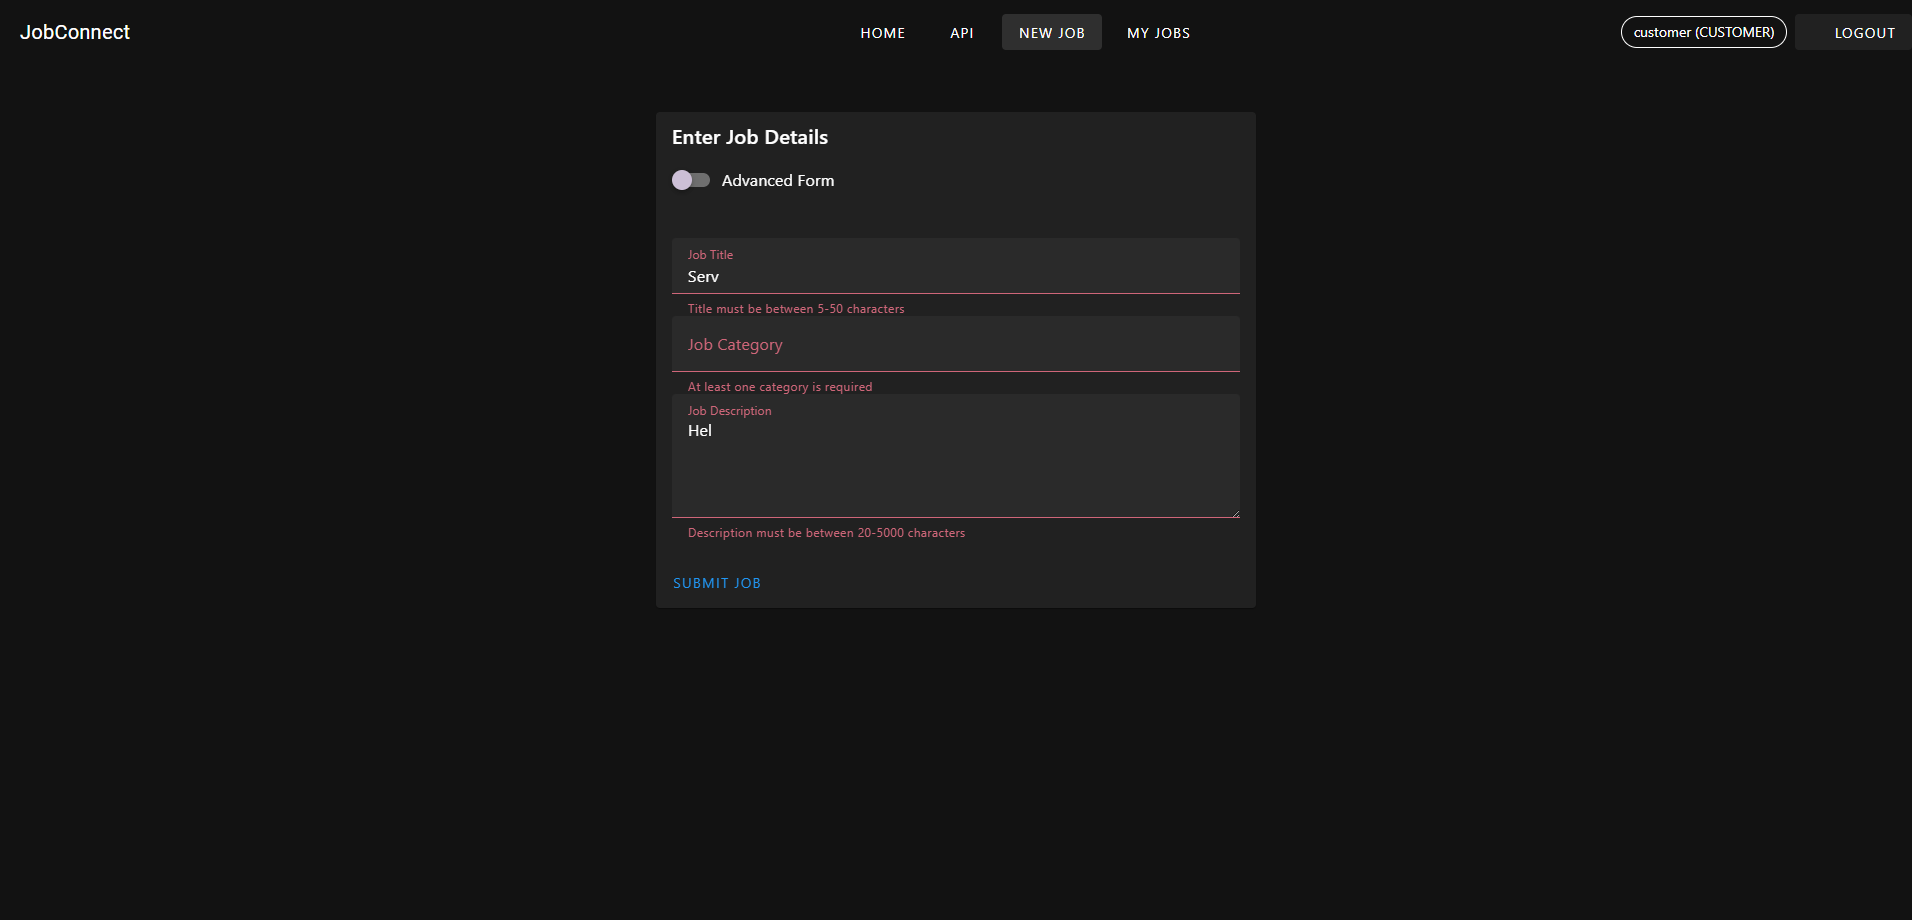 JobConnect
HOME
API
NEW JOB
MY JOBS
customer (CUSTOMER)
LOGOUT
Enter Job Details
Advanced Form
Job Title
Serv
Title must be between 5-50 characters
Job Category
At least one category is required
Job Description
Hel
Description must be between 20-5000 characters
SUBMIT JOB